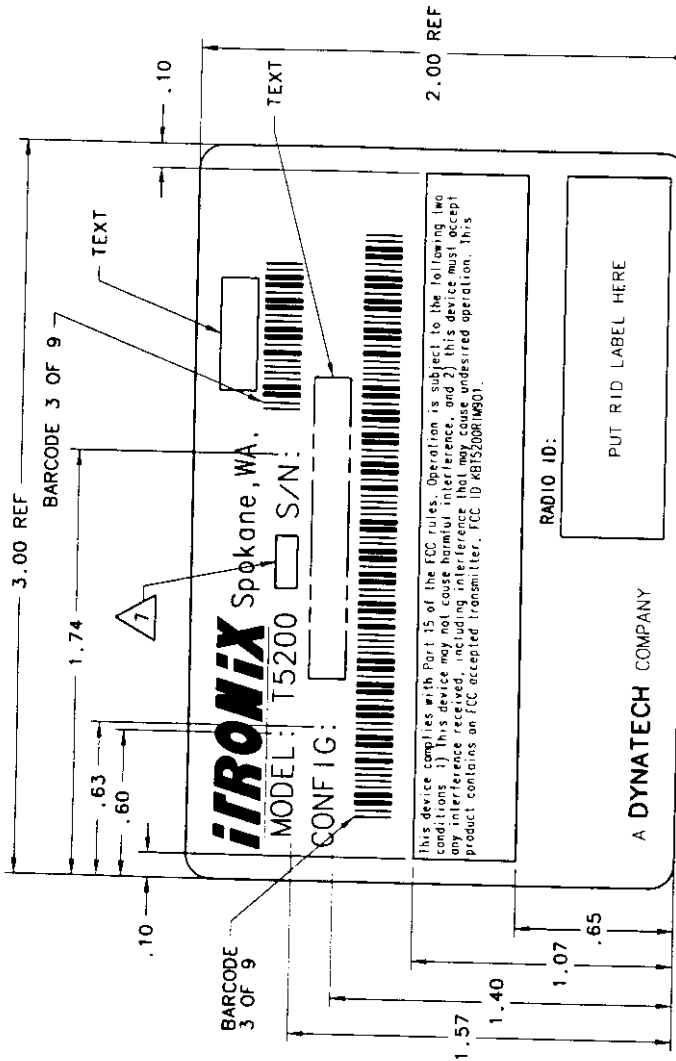 3.00 REF
.10
1.74
BARCODE 3 OF 9
TEXT
.63
.60
7
.10
2.00 REF
iTRONiX Spokane, WA.
MODEL: T5200 S/N:
CONFIG:
TEXT
BARCODE
3 OF 9
This device complies with Part 15 of the FCC rules. Operation is subject to the following two
conditions 1) This device may not cause harmful interference, and 2) this device must accept
any interference received, including interference that may cause undesired operation. This
product contains an FCC accepted transmitter. FCC ID KBT5200RIM901.
RADIO ID:
PUT RID LABEL HERE
A DYNATECH COMPANY
1.57
1.40
1.07
.65